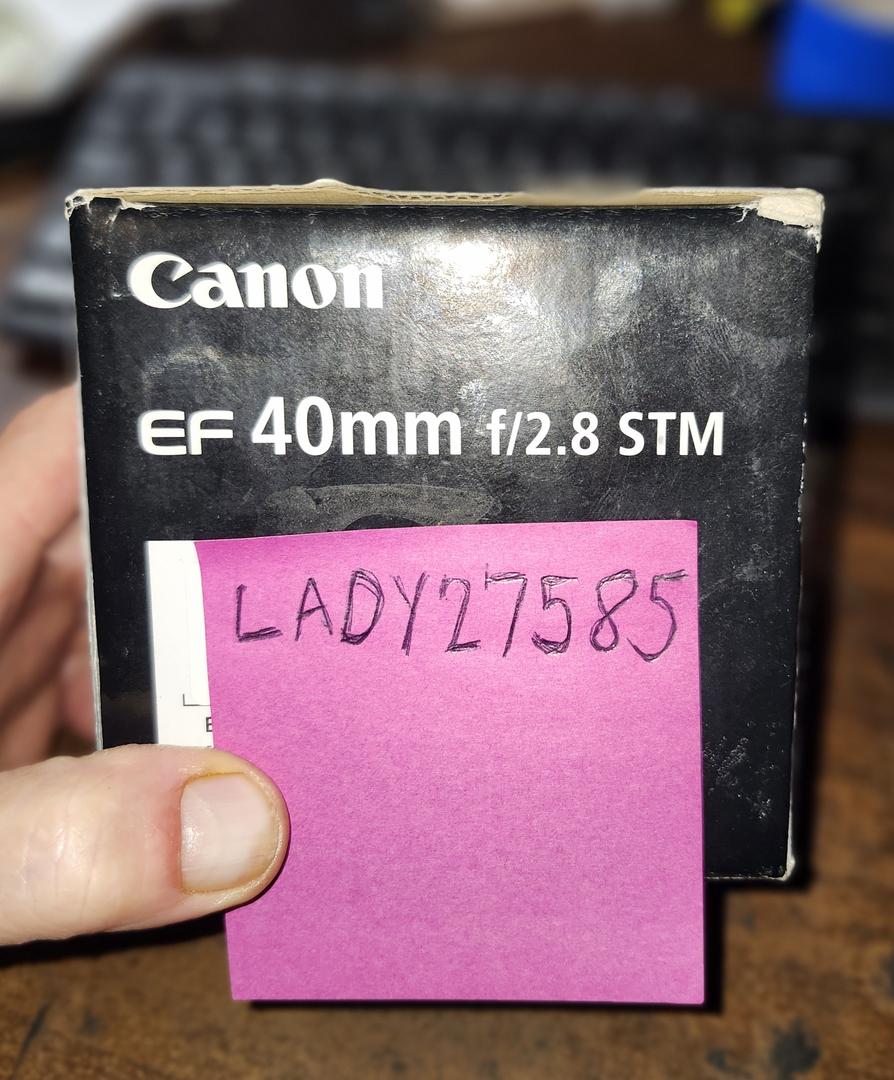 Canon
EF 40mm f/2.8 STM
LADY27585